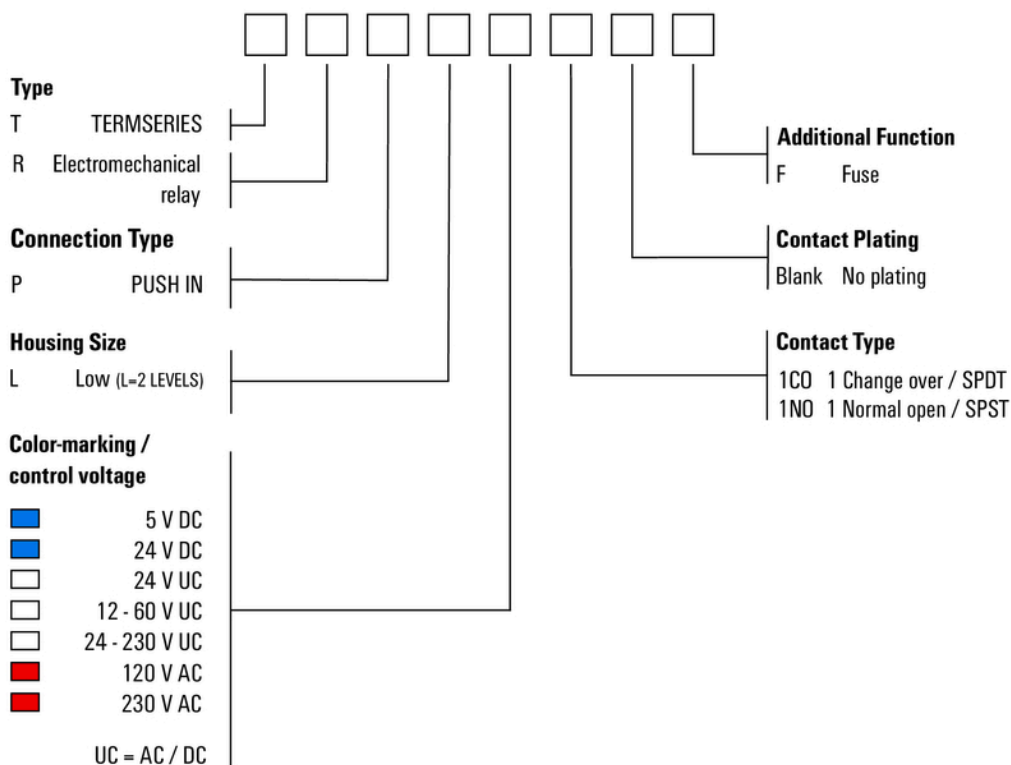 Type
T TERMSERIES
R Electromechanical
relay
Connection Type
P PUSH IN
Housing Size
L Low (L=2 LEVELS)
Color-marking /
control voltage
5 V DC
24 V DC
24 V UC
12 - 60 V UC
24 - 230 V UC
120 V AC
230 V AC
UC = AC / DC
Additional Function
F Fuse
Contact Plating
Blank No plating
Contact Type
1CO 1 Change over / SPDT
1NO 1 Normal open / SPST